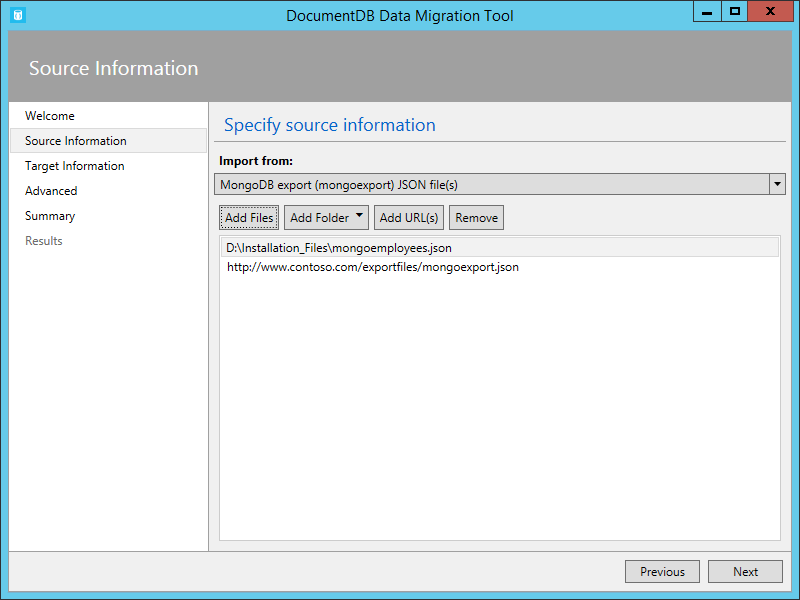 DocumentDB Data Migration Tool
Source Information
Welcome
Source Information
Target Information
Advanced
Summary
Results
Specify source information
Import from:
MongoDB export (mongoexport) JSON file(s)
Add Files Add Folder Add URL(s) Remove
D:\Installation_Files\mongoemployees.json
http://www.contoso.com/exportfiles/mongoexport.json
Previous Next